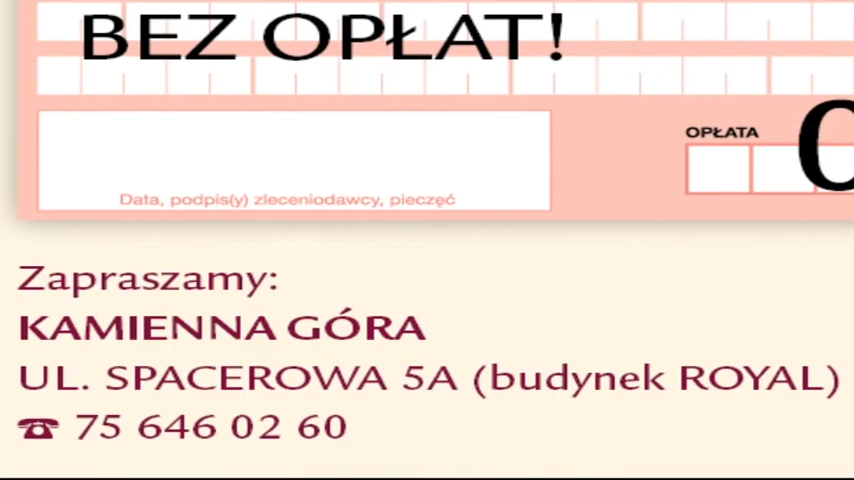 BEZ OPŁAT!
OPŁATA
0
Data, podpis(y) zleceniodawcy, pieczęć
Zapraszamy:
KAMIENNA GÓRA
UL. SPACEROWA 5A (budynek ROYAL)
☎ 75 646 02 60